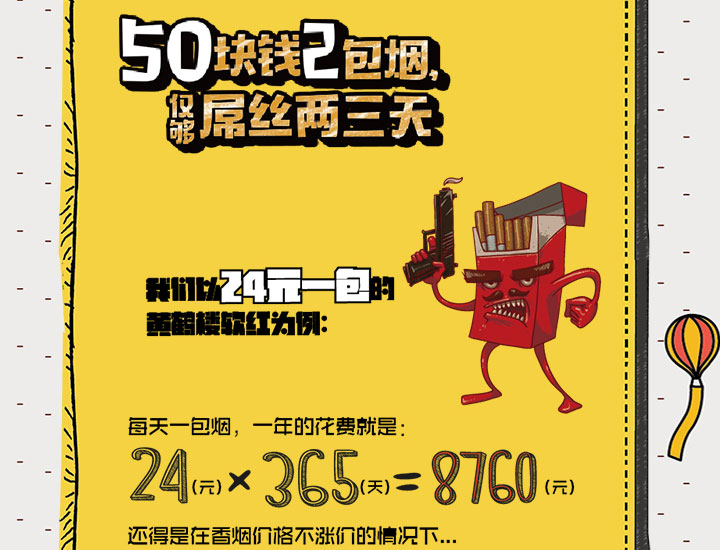 50块钱2包烟,
仅够屌丝两三天
我们以24元一包的
黄鹤楼软红为例:
每天一包烟，一年的花费就是:
24(元)×365(天)=8760(元)
还得是在香烟价格不涨价的情况下...